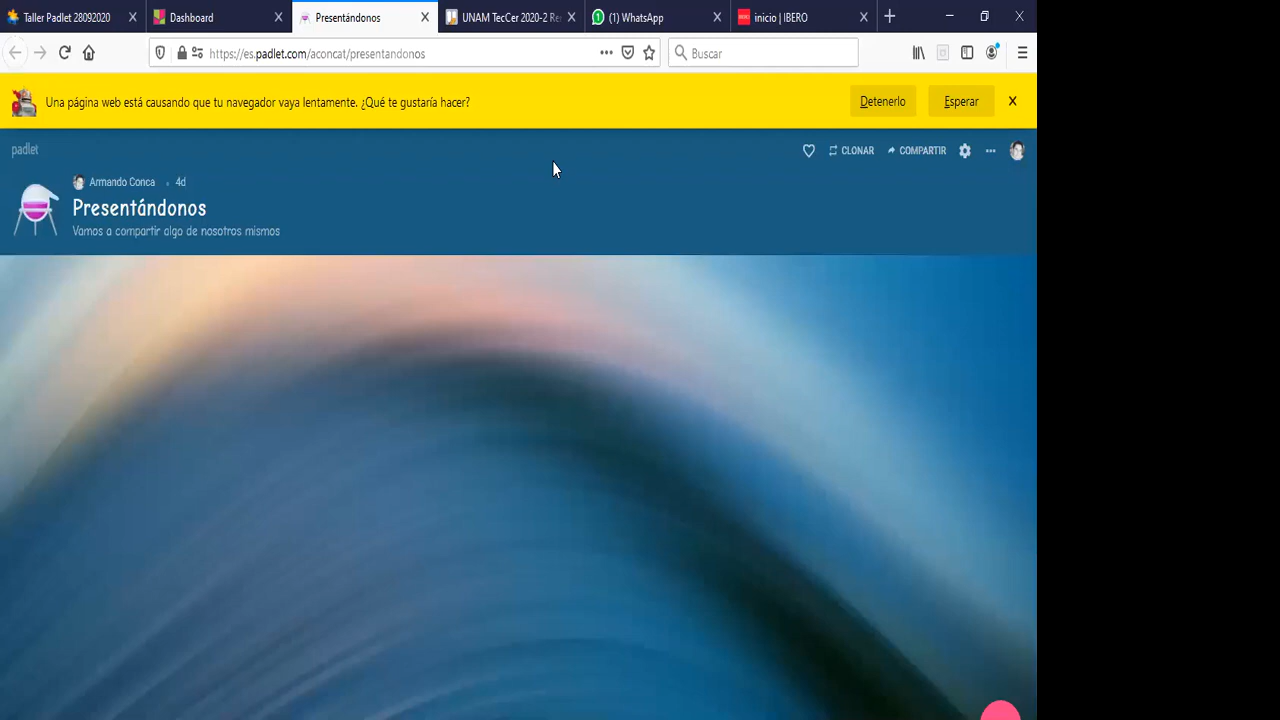 Taller Padlet 28092020
Dashboard
Presentándonos
UNAM TecCer 2020-2 Re
(1) WhatsApp
inicio | IBERO
https://es.padlet.com/aconcat/presentandonos
Buscar
Una página web está causando que tu navegador vaya lentamente. ¿Qué te gustaría hacer?
Detenerlo
Esperar
padlet
CLONAR
COMPARTIR
Armando Conca
4d
Presentándonos
Vamos a compartir algo de nosotros mismos